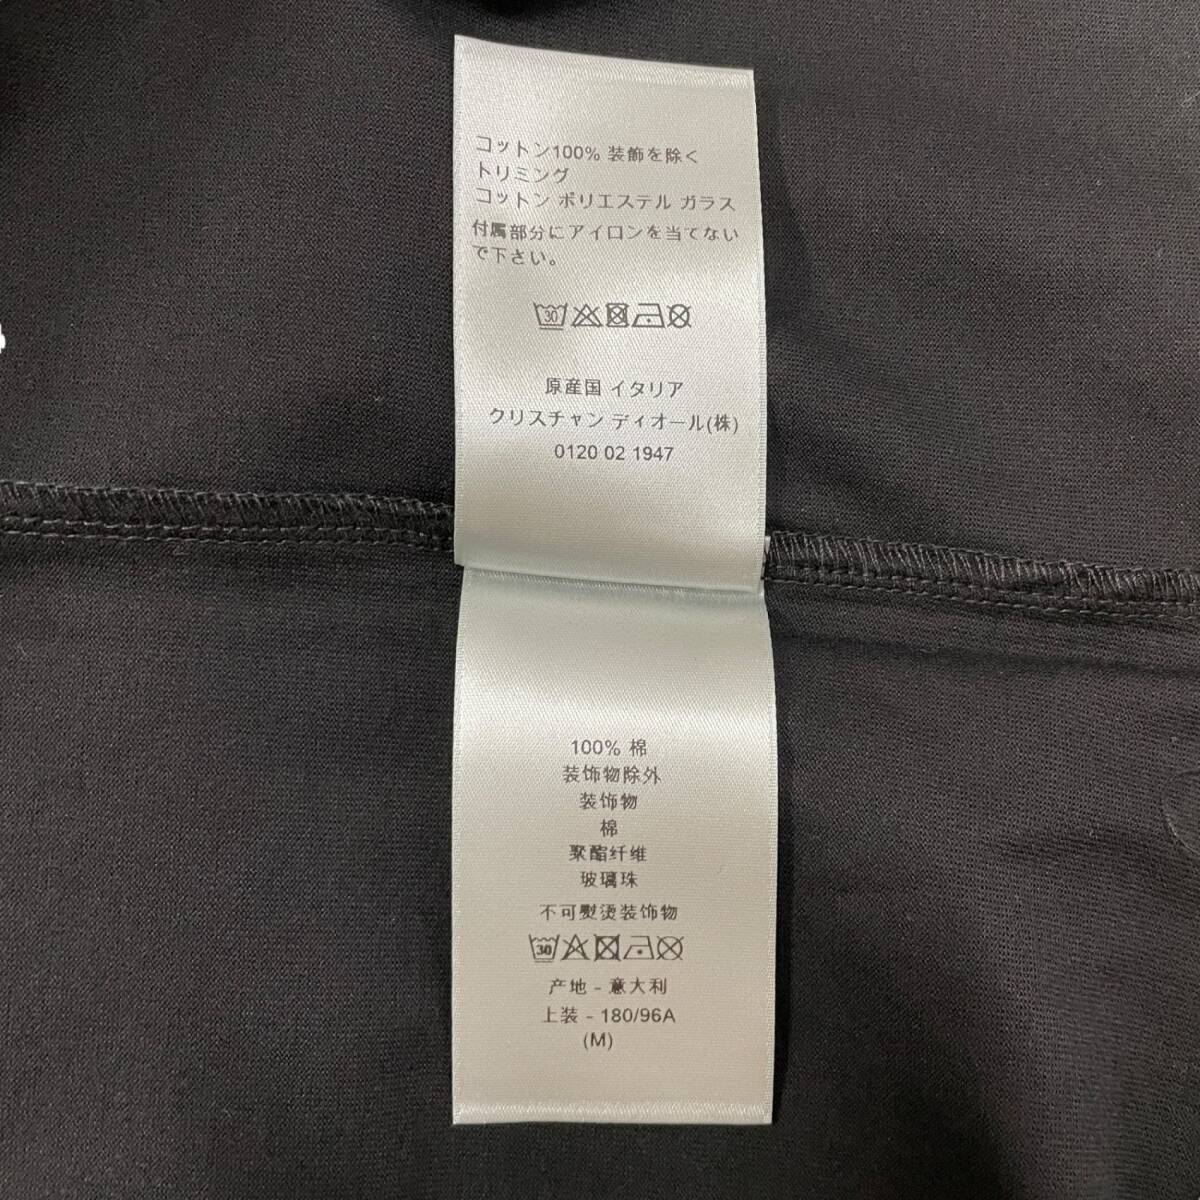 コットン100% 装飾を除く
トリミング
コットン ポリエステル ガラス
付属部分にアイロンを当てない
で下さい。
30
原産国 イタリア
クリスチャン ディオール(株)
0120 02 1947
100% 棉
装饰物除外
装饰物
棉
聚酯纤维
玻璃珠
不可熨烫装饰物
30
产地 - 意大利
上装 - 180/96A
(M)